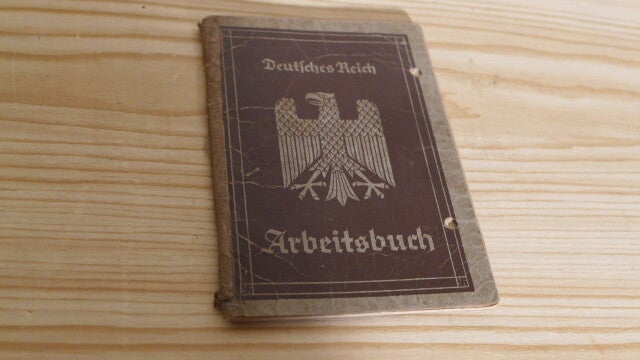 Deutsches Reich
Arbeitsbuch